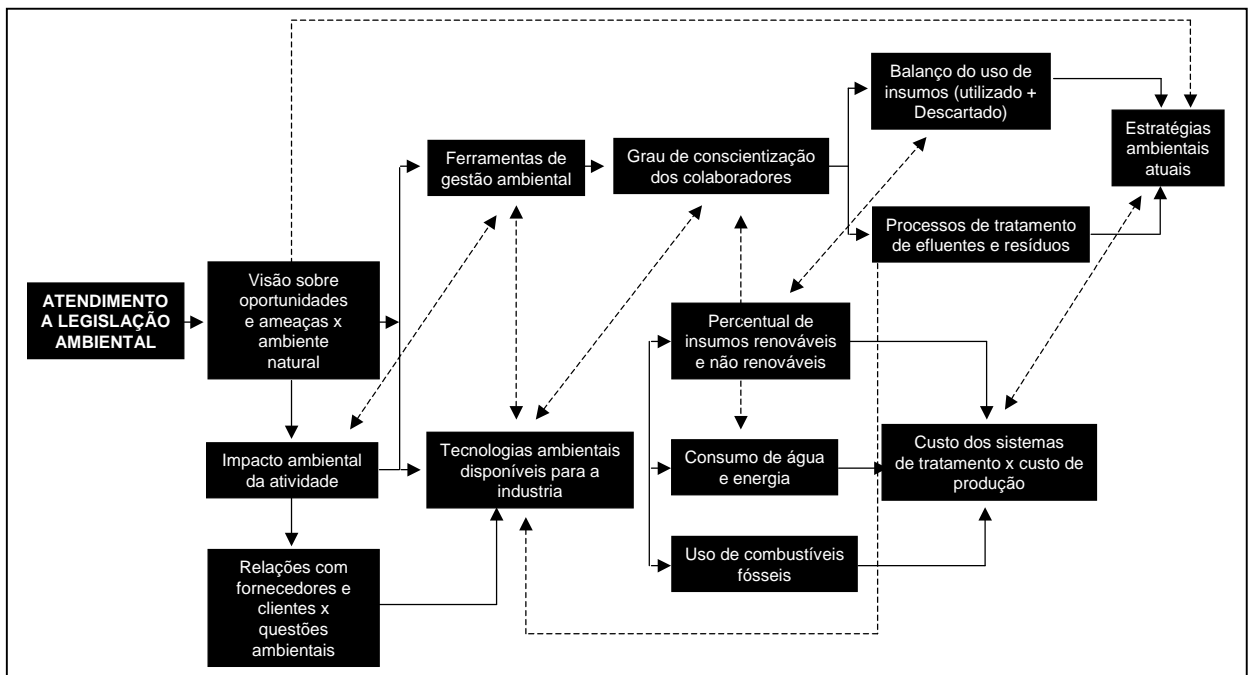 ATENDIMENTO
A LEGISLAÇÃO
AMBIENTAL
Visão sobre
oportunidades
e ameaças x
ambiente
natural
Impacto ambiental
da atividade
Relações com
fornecedores e
clientes x
questões
ambientais
Ferramentas de
gestão ambiental
Tecnologias ambientais
disponíveis para a
industria
Grau de conscientização
dos colaboradores
Percentual de
insumos renováveis
e não renováveis
Consumo de água
e energia
Uso de combustíveis
fósseis
Balanço do uso de
insumos (utilizado +
Descartado)
Processos de tratamento
de efluentes e resíduos
Custo dos sistemas
de tratamento x custo de
produção
Estratégias
ambientais
atuais